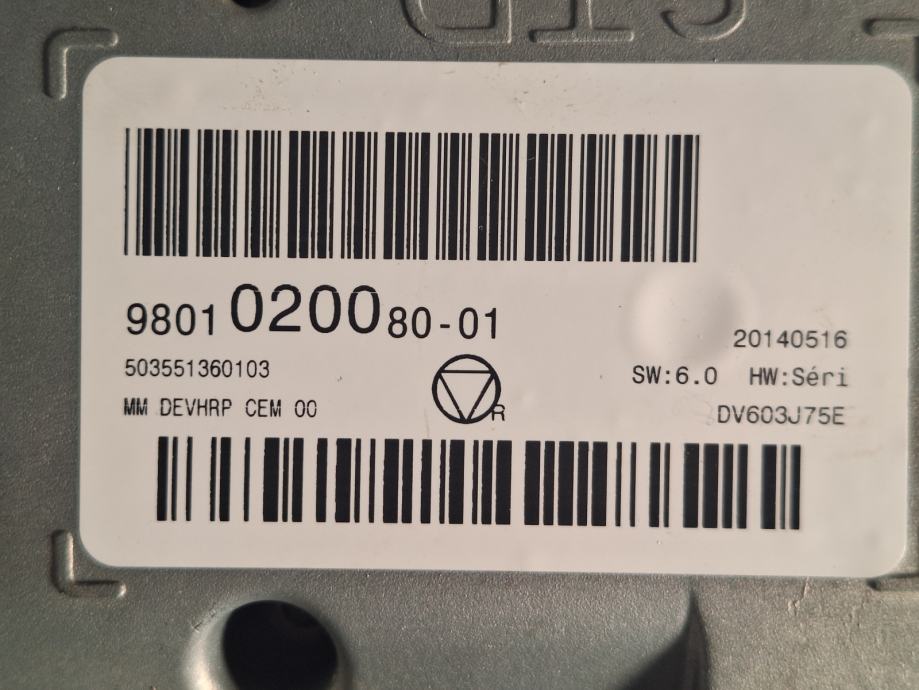 9801020080-01
20140516
503551360103
SW:6.0 HW:Séri
R
MM DEVHRP CEM 00
DV603J75E